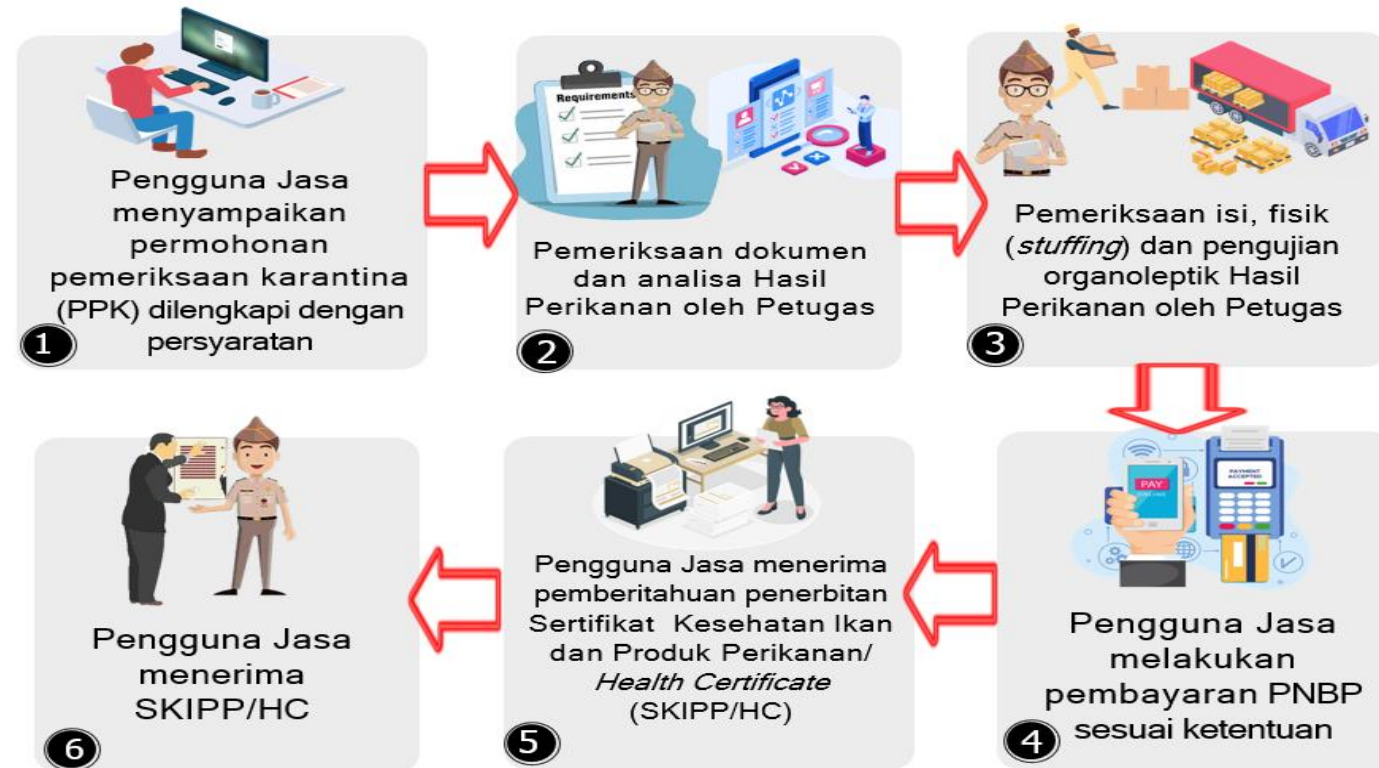 Pengguna Jasa
menyampaikan
permohonan
pemeriksaan karantina
(PPK) dilengkapi dengan
persyaratan
1
Requirements
Pemeriksaan dokumen
dan analisa Hasil
Perikanan oleh Petugas
2
Pemeriksaan isi, fisik
(stuffing) dan pengujian
organoleptik Hasil
Perikanan oleh Petugas
3
PAY
PAYMENT
ACCEPTED
Pengguna Jasa
melakukan
pembayaran PNBP
sesuai ketentuan
4
Pengguna Jasa menerima
pemberitahuan penerbitan
Sertifikat Kesehatan Ikan
dan Produk Perikanan/
Health Certificate
(SKIPP/HC)
5
Pengguna Jasa
menerima
SKIPP/HC
6